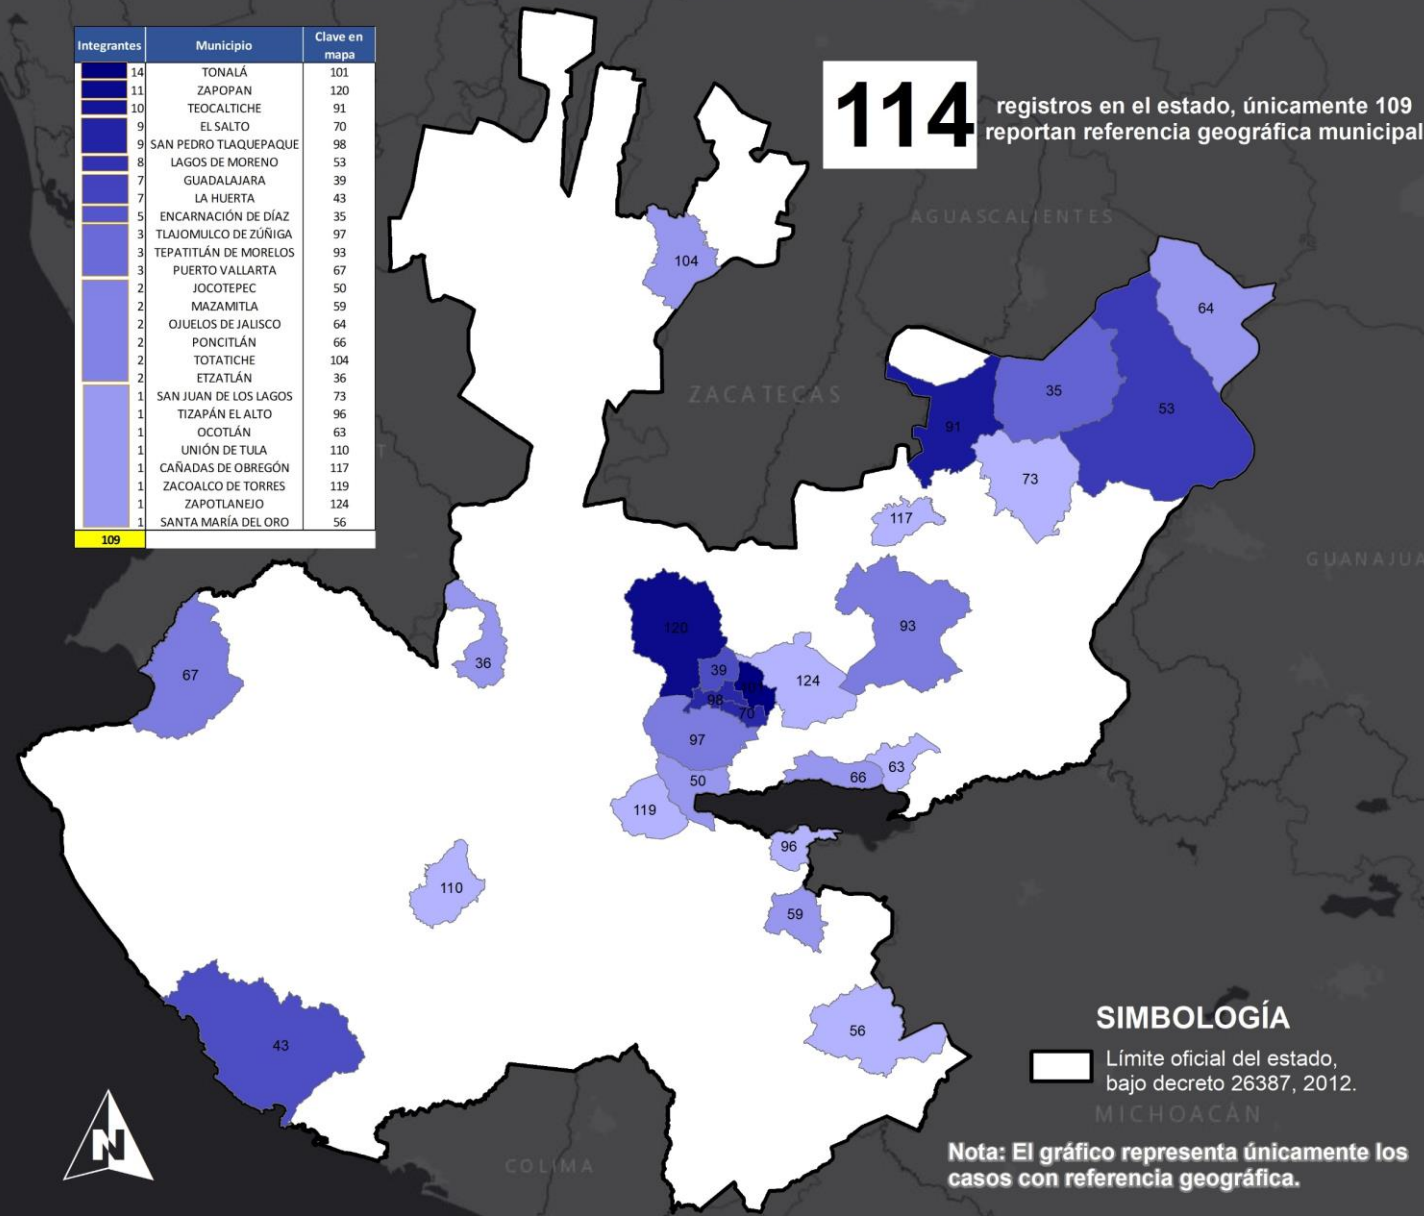 Integrantes Municipio Clave en mapa
14 TONALÁ 101
11 ZAPOPAN 120
10 TEOCALTICHE 91
9 EL SALTO 70
9 SAN PEDRO TLAQUEPAQUE 98
8 LAGOS DE MORENO 53
7 GUADALAJARA 39
7 LA HUERTA 43
5 ENCARNACIÓN DE DÍAZ 35
3 TLAJOMULCO DE ZÚÑIGA 97
3 TEPATITLÁN DE MORELOS 93
3 PUERTO VALLARTA 67
2 JOCOTEPEC 50
2 MAZAMITLA 59
2 OJUELOS DE JALISCO 64
2 PONCITLÁN 66
2 TOTATICHE 104
2 ETZATLÁN 36
1 SAN JUAN DE LOS LAGOS 73
1 TIZAPÁN EL ALTO 96
1 OCOTLÁN 63
1 UNIÓN DE TULA 110
1 CAÑADAS DE OBREGÓN 117
1 ZACOALCO DE TORRES 119
1 ZAPOTLANEJO 124
1 SANTA MARÍA DEL ORO 56
109
114
registros en el estado, únicamente 109
reportan referencia geográfica municipal
AGUASCALIENTES
104
64
ZACATECAS
35
53
91
73
117
GUANAJUA
T
120
93
36
39
67
124
101
98
70
97
63
66
50
119
96
110
59
56
43
SIMBOLOGÍA
Límite oficial del estado,
bajo decreto 26387, 2012.
MICHOACÁN
COLIMA
N
Nota: El gráfico representa únicamente los
casos con referencia geográfica.